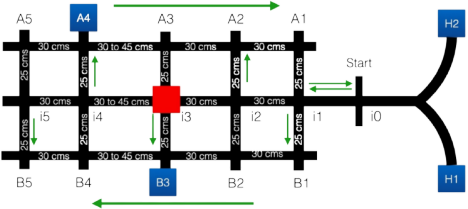 A5 A4 A3 A2 A1 H2
30 cms 30 to 45 cms 30 cms 30 cms
25 cms 25 cms 25 cms 25 cms 25 cms Start
30 cms 30 to 45 cms 30 cms 30 cms
i5 i4 i3 i2 i1 i0
25 cms 25 cms 25 cms 25 cms 25 cms
30 cms 30 to 45 cms 30 cms 30 cms
B5 B4 B3 B2 B1 H1